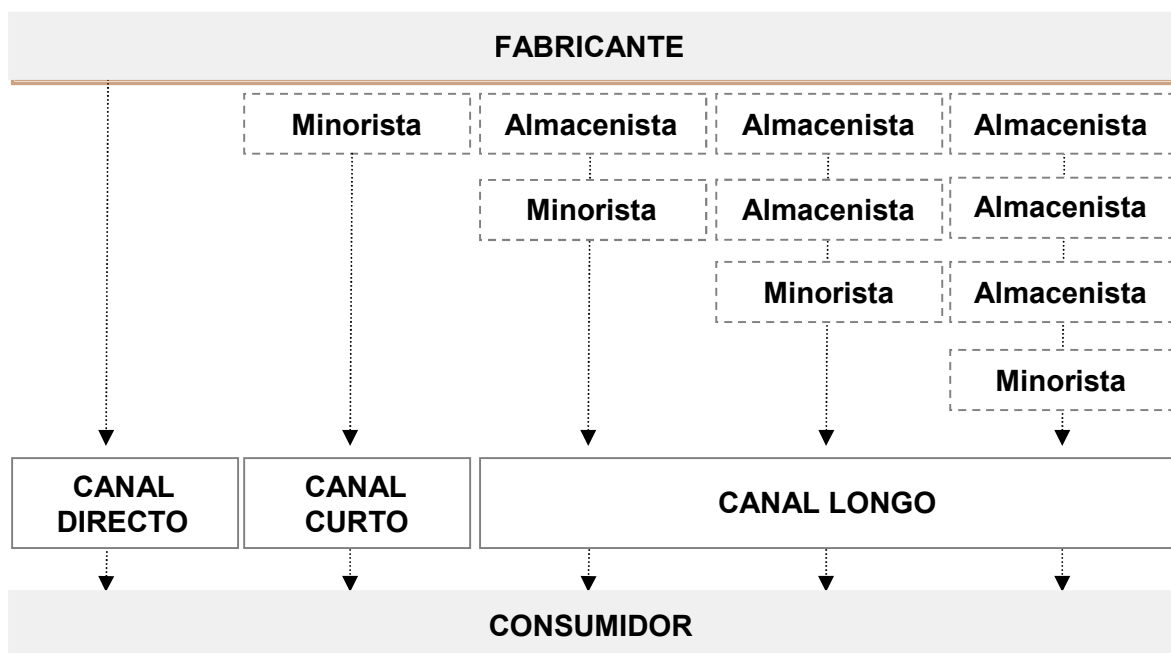 FABRICANTE
Minorista
Almacenista
Almacenista
Almacenista
Minorista
Almacenista
Almacenista
Minorista
Almacenista
Minorista
CANAL
DIRECTO
CANAL
CURTO
CANAL LONGO
CONSUMIDOR